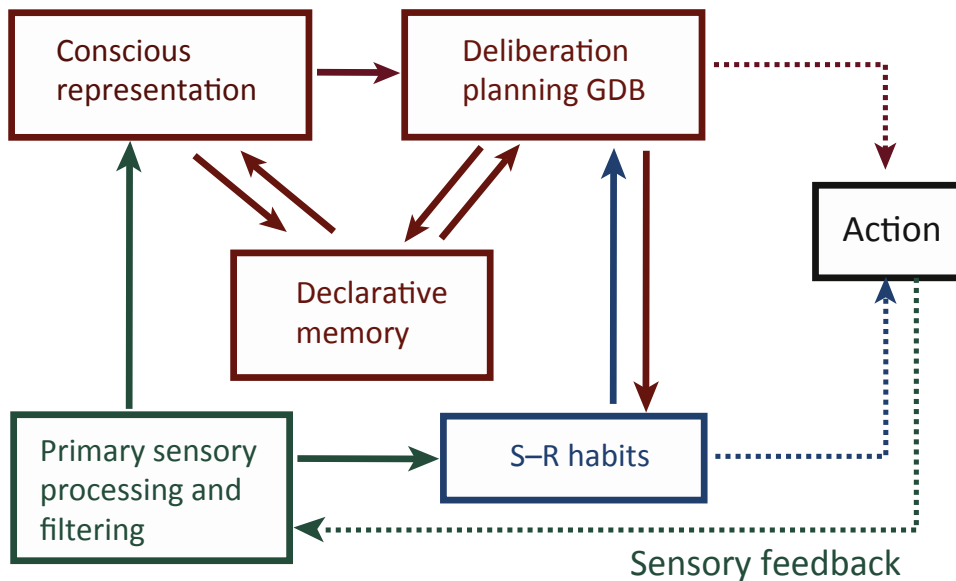 Conscious
representation
Deliberation
planning GDB
Action
Declarative
memory
Primary sensory
processing and
filtering
S–R habits
Sensory feedback